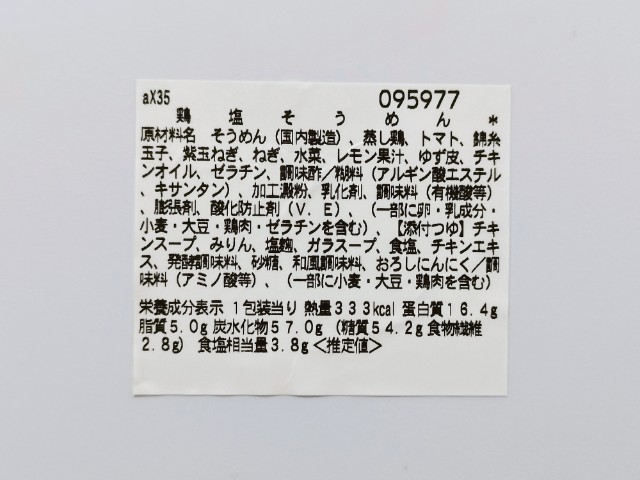 aX35 095977
鶏塩そうめん *
原材料名 そうめん（国内製造）、蒸し鶏、トマト、錦糸
玉子、紫玉ねぎ、ねぎ、水菜、レモン果汁、ゆず皮、チキ
ンオイル、ゼラチン、調味酢／糊料（アルギン酸エステル
、キサンタン）、加工澱粉、乳化剤、調味料（有機酸等）
、膨張剤、酸化防止剤（Ｖ．Ｅ）、（一部に卵・乳成分・
小麦・大豆・鶏肉・ゼラチンを含む）、【添付つゆ】チキ
ンスープ、みりん、塩麹、ガラスープ、食塩、チキンエキ
ス、発酵調味料、砂糖、和風調味料、おろしにんにく／調
味料（アミノ酸等）、（一部に小麦・大豆・鶏肉を含む）
栄養成分表示 1包装当り 熱量333kcal 蛋白質16.4g
脂質5.0g 炭水化物57.0g（糖質54.2g 食物繊維
2.8g） 食塩相当量3.8g＜推定値＞